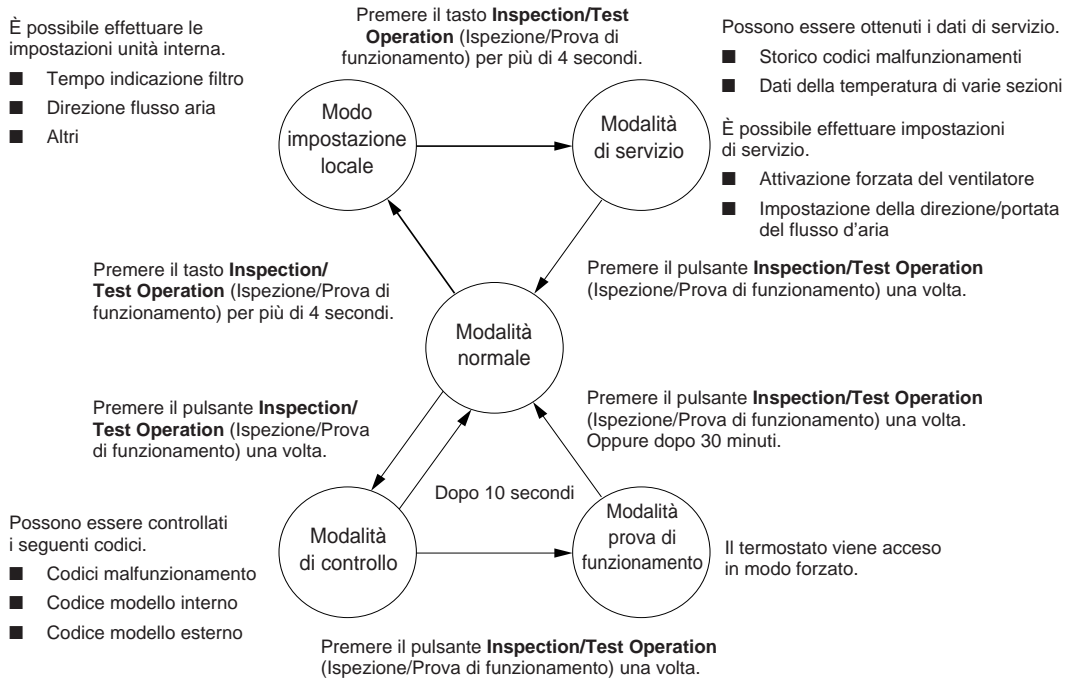 È possibile effettuare le
impostazioni unità interna.
■ Tempo indicazione filtro
■ Direzione flusso aria
■ Altri
Premere il tasto Inspection/Test
Operation (Ispezione/Prova di
funzionamento) per più di 4 secondi.
Possono essere ottenuti i dati di servizio.
■ Storico codici malfunzionamenti
■ Dati della temperatura di varie sezioni
È possibile effettuare impostazioni
di servizio.
■ Attivazione forzata del ventilatore
■ Impostazione della direzione/portata
del flusso d'aria
Modo
impostazione
locale
Modalità
di servizio
Premere il tasto Inspection/
Test Operation (Ispezione/Prova di
funzionamento) per più di 4 secondi.
Premere il pulsante Inspection/Test Operation
(Ispezione/Prova di funzionamento) una volta.
Modalità
normale
Premere il pulsante Inspection/
Test Operation (Ispezione/Prova
di funzionamento) una volta.
Premere il pulsante Inspection/Test Operation
(Ispezione/Prova di funzionamento) una volta.
Oppure dopo 30 minuti.
Dopo 10 secondi
Possono essere controllati
i seguenti codici.
■ Codici malfunzionamento
■ Codice modello interno
■ Codice modello esterno
Modalità
di controllo
Modalità
prova di
funzionamento
Il termostato viene acceso
in modo forzato.
Premere il pulsante Inspection/Test Operation
(Ispezione/Prova di funzionamento) una volta.